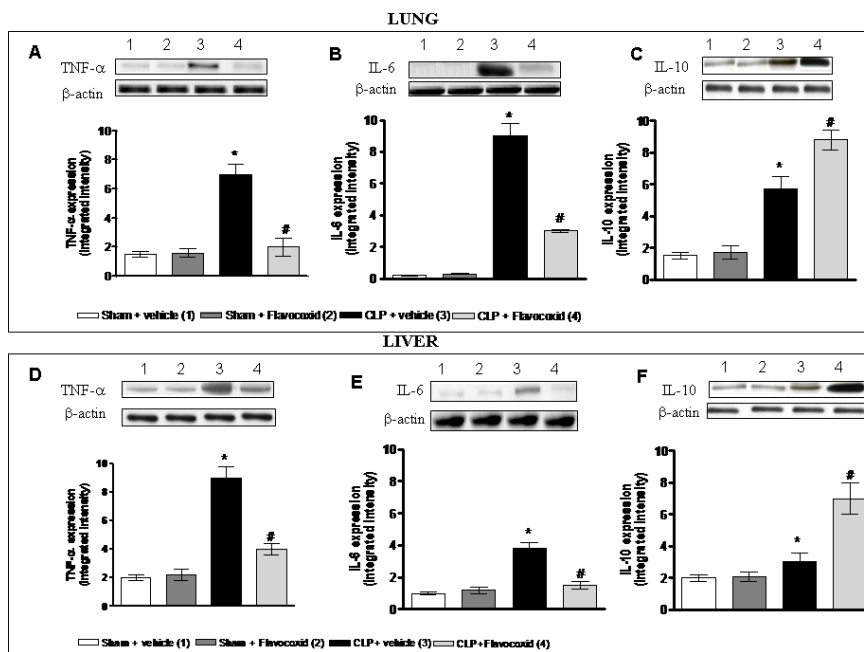 LUNG
A
1 2 3 4
TNF-α
β-actin
TNF-α expression
(Integrated Intensity)
10
8
6
4
2
0
*
#
B
1 2 3 4
IL-6
β-actin
IL-6 expression
(Integrated Intensity)
10
8
6
4
2
0
*
#
C
1 2 3 4
IL-10
β-actin
IL-10 expression
(Integrated Intensity)
10
8
6
4
2
0
*
#
Sham + vehicle (1) Sham + Flavocoxid (2) CLP + vehicle (3) CLP + Flavocoxid (4)
LIVER
D
1 2 3 4
TNF-α
β-actin
TNF-α expression
(Integrated Intensity)
10
8
6
4
2
0
*
#
E
1 2 3 4
IL-6
β-actin
IL-6 expression
(Integrated Intensity)
10
8
6
4
2
0
*
#
F
1 2 3 4
IL-10
β-actin
IL-10 expression
(Integrated Intensity)
10
8
6
4
2
0
*
#
Sham + vehicle (1) Sham + Flavocoxid (2) CLP+ vehicle (3) CLP+Flavocoxid (4)